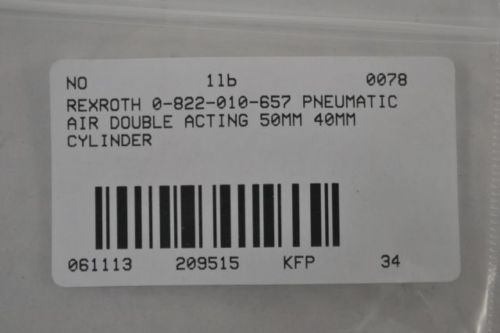 NO 1lb 0078
REXROTH 0-822-010-657 PNEUMATIC
AIR DOUBLE ACTING 50MM 40MM
CYLINDER
061113 209515 KFP 34